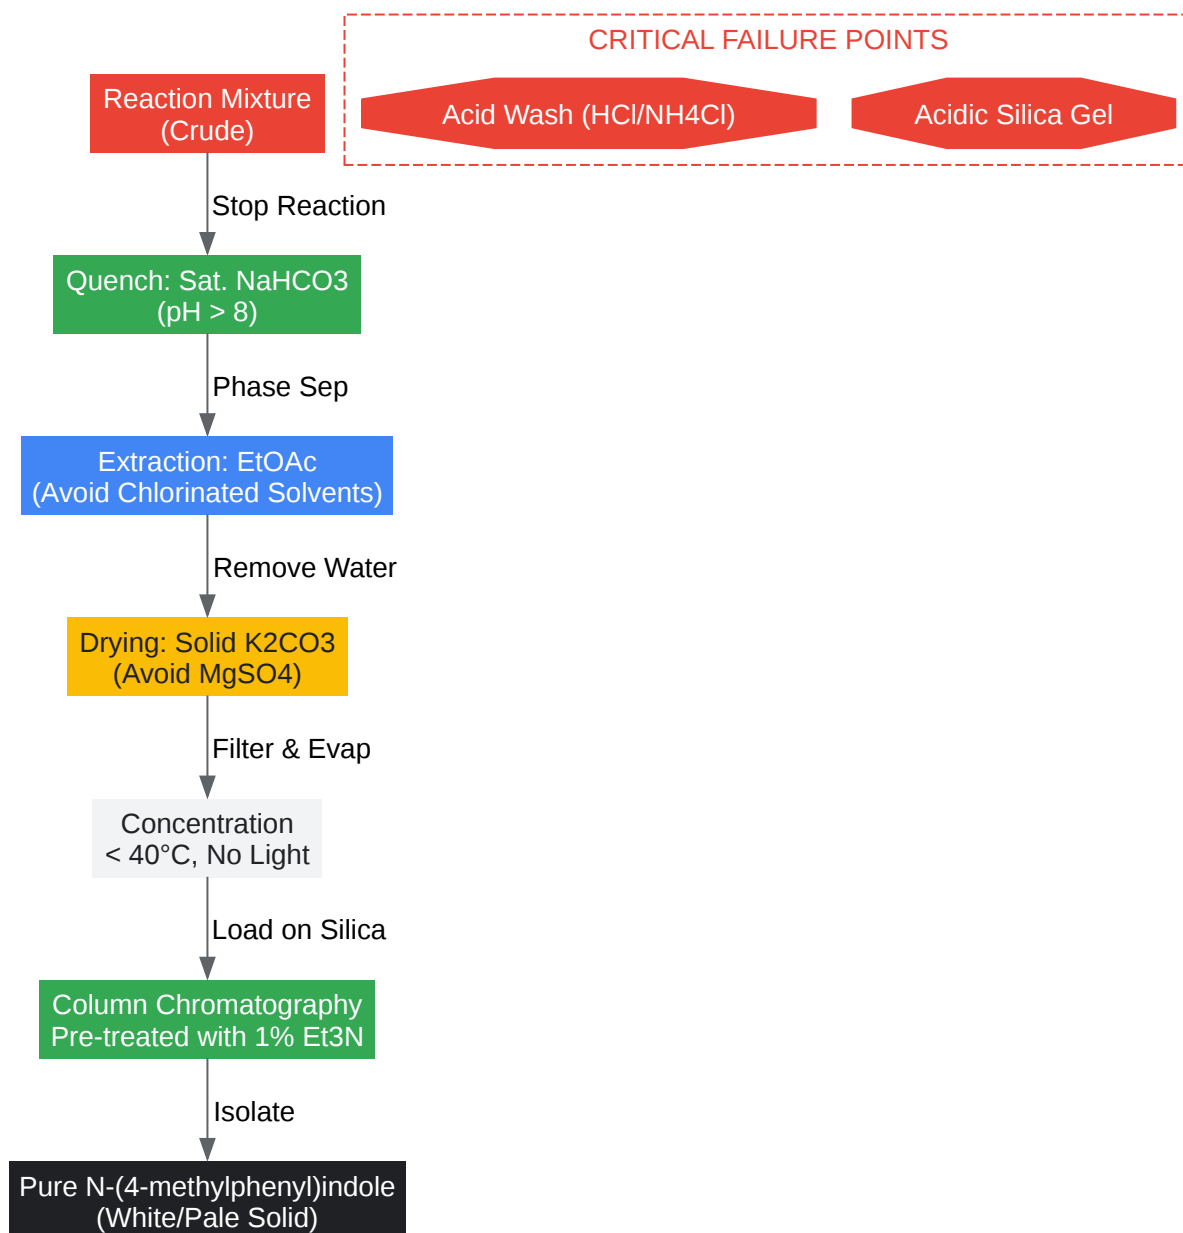 CRITICAL FAILURE POINTS
Acid Wash (HCl/NH4Cl)
Acidic Silica Gel
Reaction Mixture
(Crude)
Stop Reaction
Quench: Sat. NaHCO3
(pH > 8)
Phase Sep
Extraction: EtOAc
(Avoid Chlorinated Solvents)
Remove Water
Drying: Solid K2CO3
(Avoid MgSO4)
Filter & Evap
Concentration
< 40°C, No Light
Load on Silica
Column Chromatography
Pre-treated with 1% Et3N
Isolate
Pure N-(4-methylphenyl)indole
(White/Pale Solid)